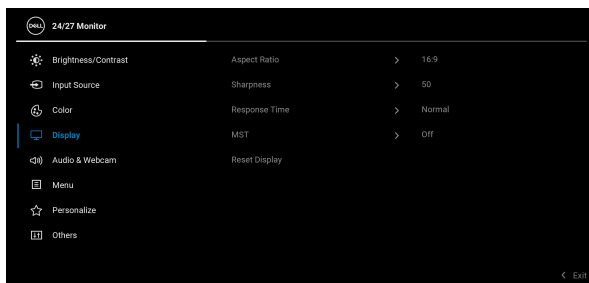 DELL 24/27 Monitor
Brightness/Contrast Aspect Ratio > 16:9
Input Source Sharpness > 50
Color Response Time > Normal
Display MST > Off
Audio & Webcam Reset Display
Menu
Personalize
Others
< Exit